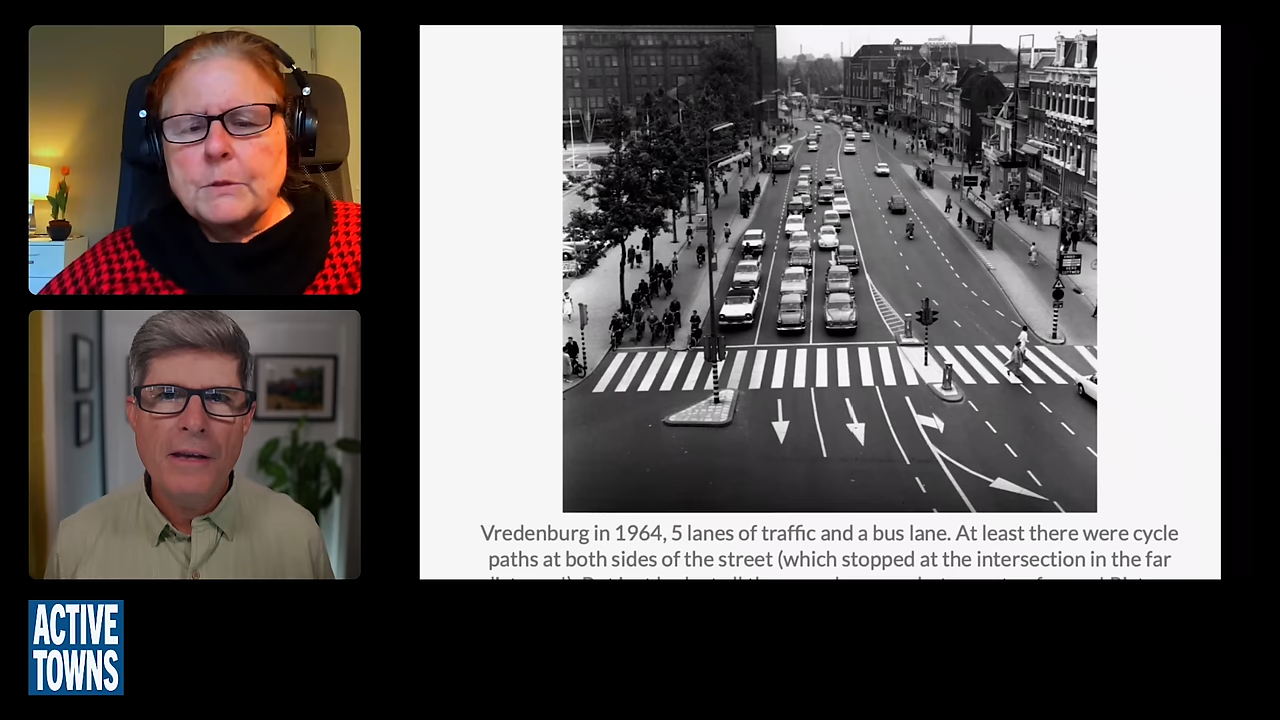 ACTIVE
TOWNS
Vredenburg in 1964, 5 lanes of traffic and a bus lane. At least there were cycle
paths at both sides of the street (which stopped at the intersection in the far